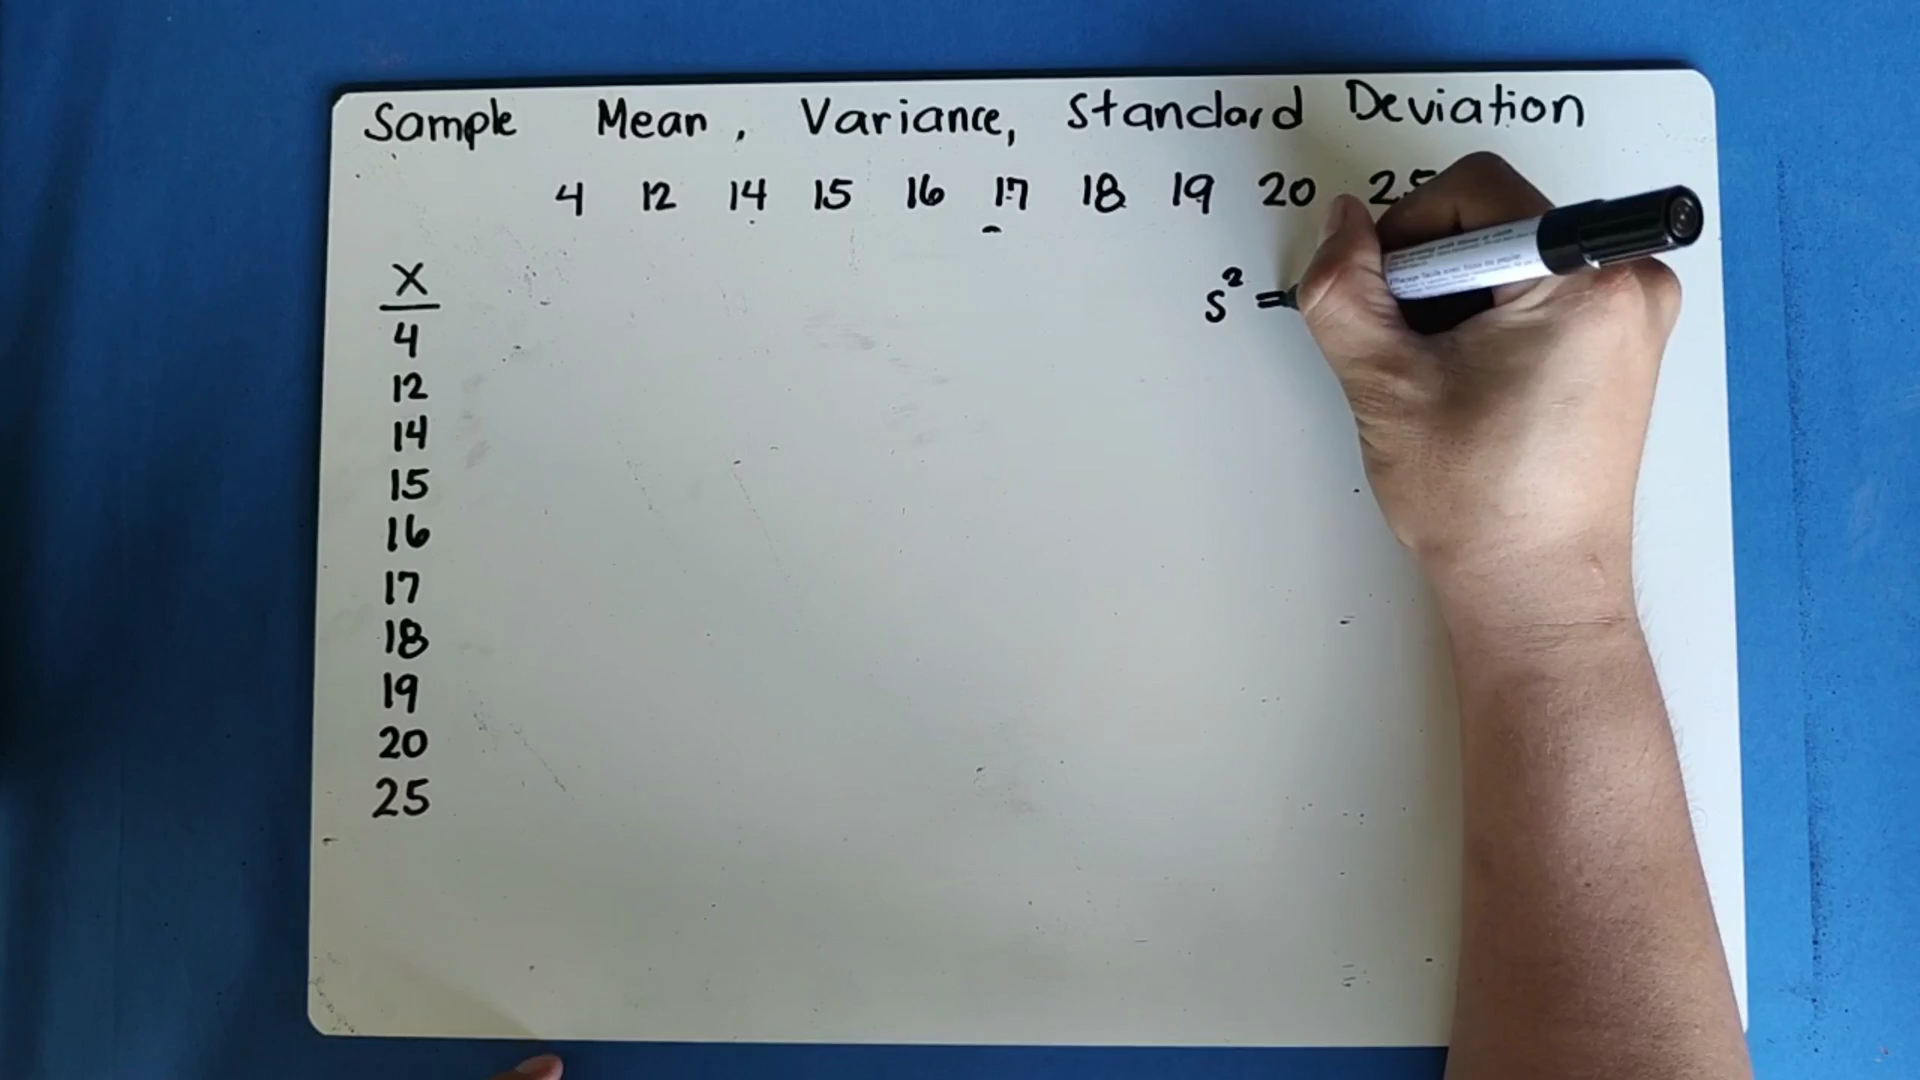 Sample Mean, Variance, Standard Deviation
4 12 14 15 16 17 18 19 20 25
X
4
12
14
15
16
17
18
19
20
25
s² =